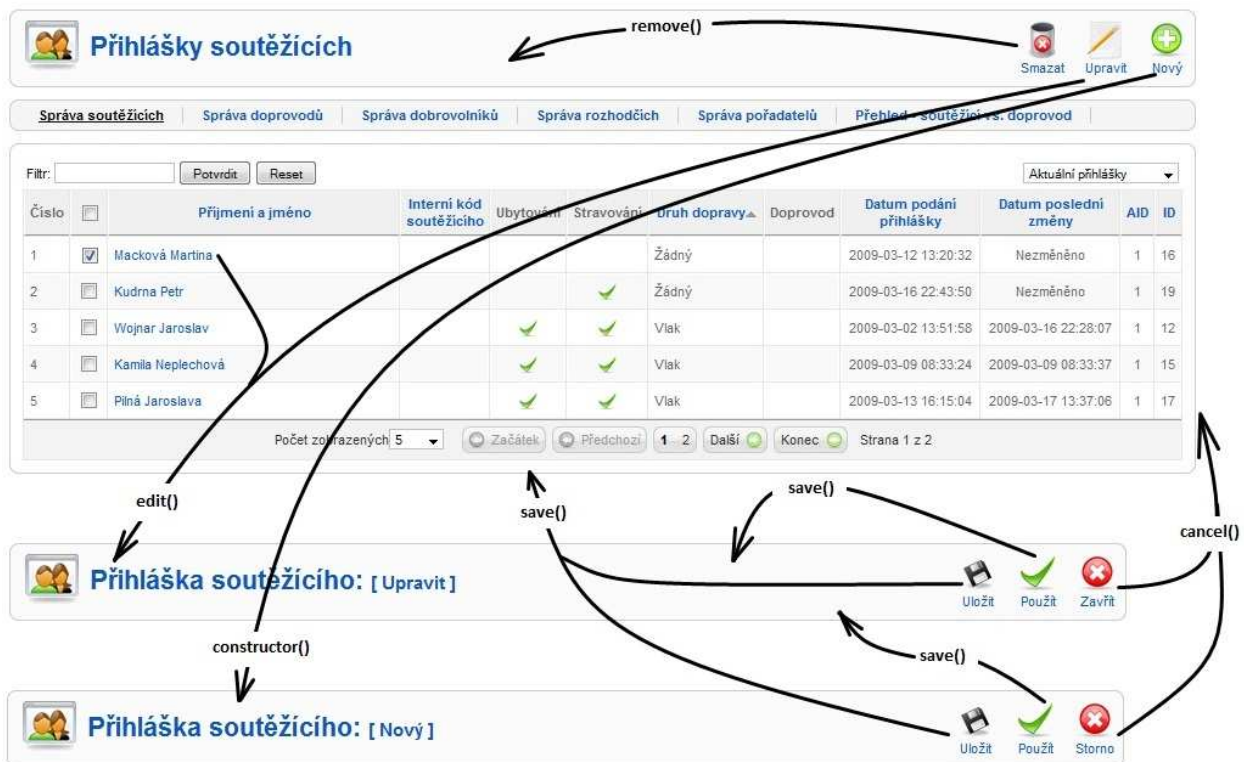 remove()
Přihlášky soutěžících
Smazat Upravit Nový
Správa soutěžících Správa doprovodů Správa dobrovolníků Správa rozhodčích Správa pořadatelů Přehled - soutěžící vs. doprovod
Filtr: Potvrdit Reset Aktuální přihlášky
Číslo Příjmení a jméno Interní kód soutěžícího Ubytování Stravování Druh dopravy Doprovod Datum podání přihlášky Datum poslední změny AID ID
1 Macková Martina Žádný 2009-03-12 13:20:32 Nezměněno 1 16
2 Kudrna Petr Žádný 2009-03-16 22:43:50 Nezměněno 1 19
3 Wojnar Jaroslav Vlak 2009-03-02 13:51:58 2009-03-16 22:28:07 1 12
4 Kamila Neplechová Vlak 2009-03-09 08:33:24 2009-03-09 08:33:37 1 15
5 Pilná Jaroslava Vlak 2009-03-13 16:15:04 2009-03-17 13:37:06 1 17
Počet zobrazených 5 Začátek Předchozí 1 2 Další Konec Strana 1 z 2
edit() save() save()
cancel()
Přihláška soutěžícího: [ Upravit ]
Uložit Použít Zavřít
constructor() save()
Přihláška soutěžícího: [ Nový ]
Uložit Použít Storno